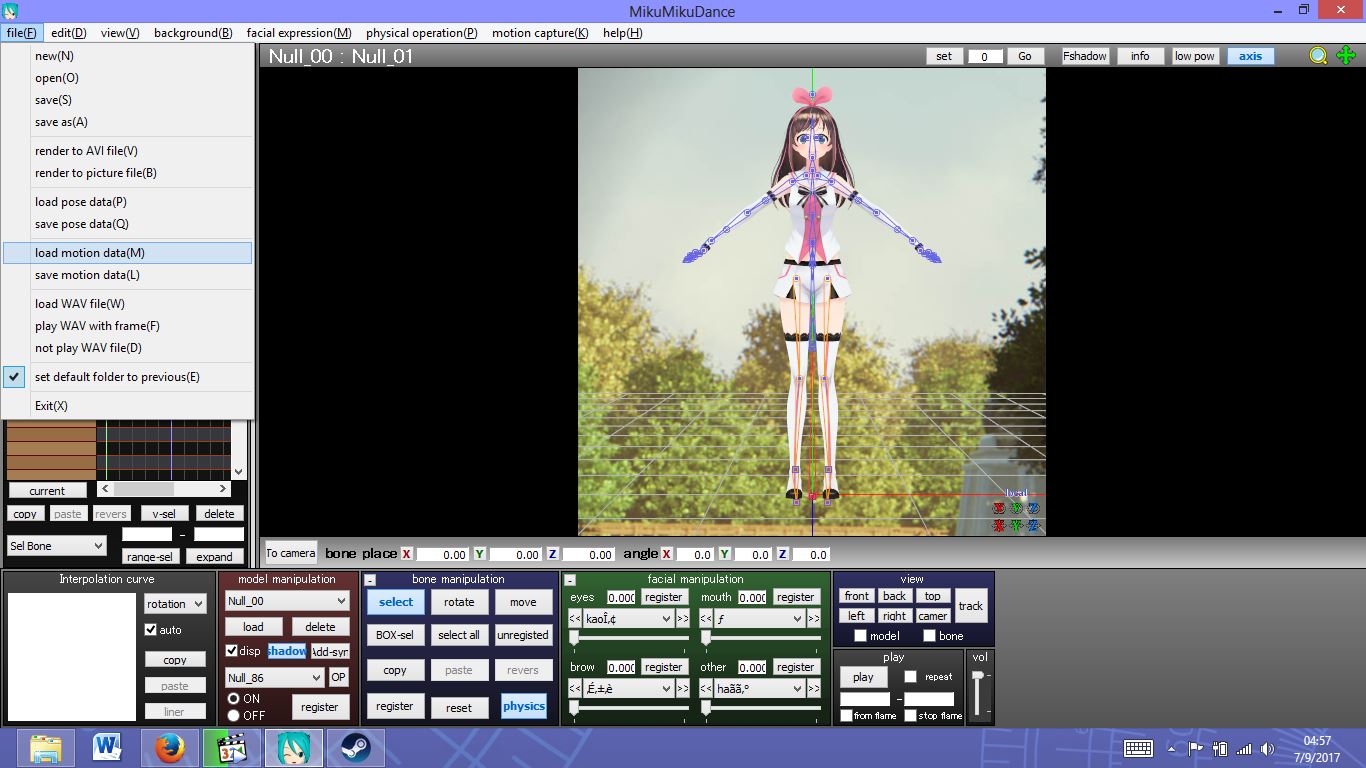 MikuMikuDance
file(F) edit(D) view(V) background(B) facial expression(M) physical operation(P) motion capture(K) help(H)
new(N)
open(O)
save(S)
save as(A)
render to AVI file(V)
render to picture file(B)
load pose data(P)
save pose data(Q)
load motion data(M)
save motion data(L)
load WAV file(W)
play WAV with frame(F)
not play WAV file(D)
set default folder to previous(E)
Exit(X)
Null_00 : Null_01
set 0 Go Fshadow info low pow axis
local
X Y Z
X Y Z
current
copy paste revers v-sel delete
Sel Bone - 
range-sel expand
To camera bone place X 0.00 Y 0.00 Z 0.00 angle X 0.0 Y 0.0 Z 0.0
Interpolation curve
rotation
auto
copy
paste
liner
model manipulation
Null_00
load delete
disp shadow Add-syn
Null_86 OP
ON
OFF
register
- bone manipulation
select rotate move
BOX-sel select all unregisted
copy paste revers
register reset physics
- facial manipulation
eyes 0.000 register mouth 0.000 register
<< kaoÎ‚¢ >> << ƒ >>
brow 0.000 register other 0.000 register
<< >> << >>
view
front back top
left right camer
track
model bone
play
play repeat
-
from flame stop flame
vol
W
31
04:57
7/9/2017